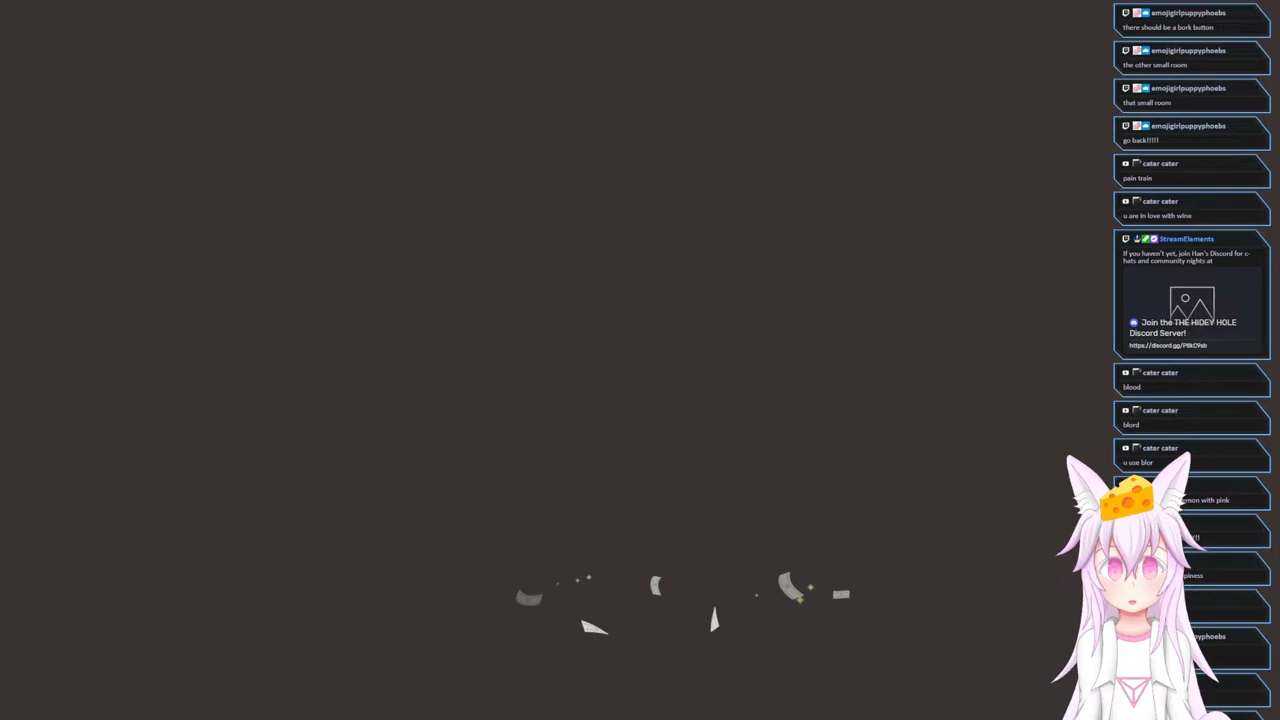 emojigirlpuppyphoebs
there should be a bork button
emojigirlpuppyphoebs
the other small room
emojigirlpuppyphoebs
that small room
emojigirlpuppyphoebs
go back!!!!!
cater cater
pain train
cater cater
u are in love with wine
StreamElements
If you haven't yet, join Han's Discord for c-
hats and community nights at
Join the THE HIDEY HOLE
Discord Server!
cater cater
blood
cater cater
blord
cater cater
u use blor
emon with pink
!!
piness
yphoebs